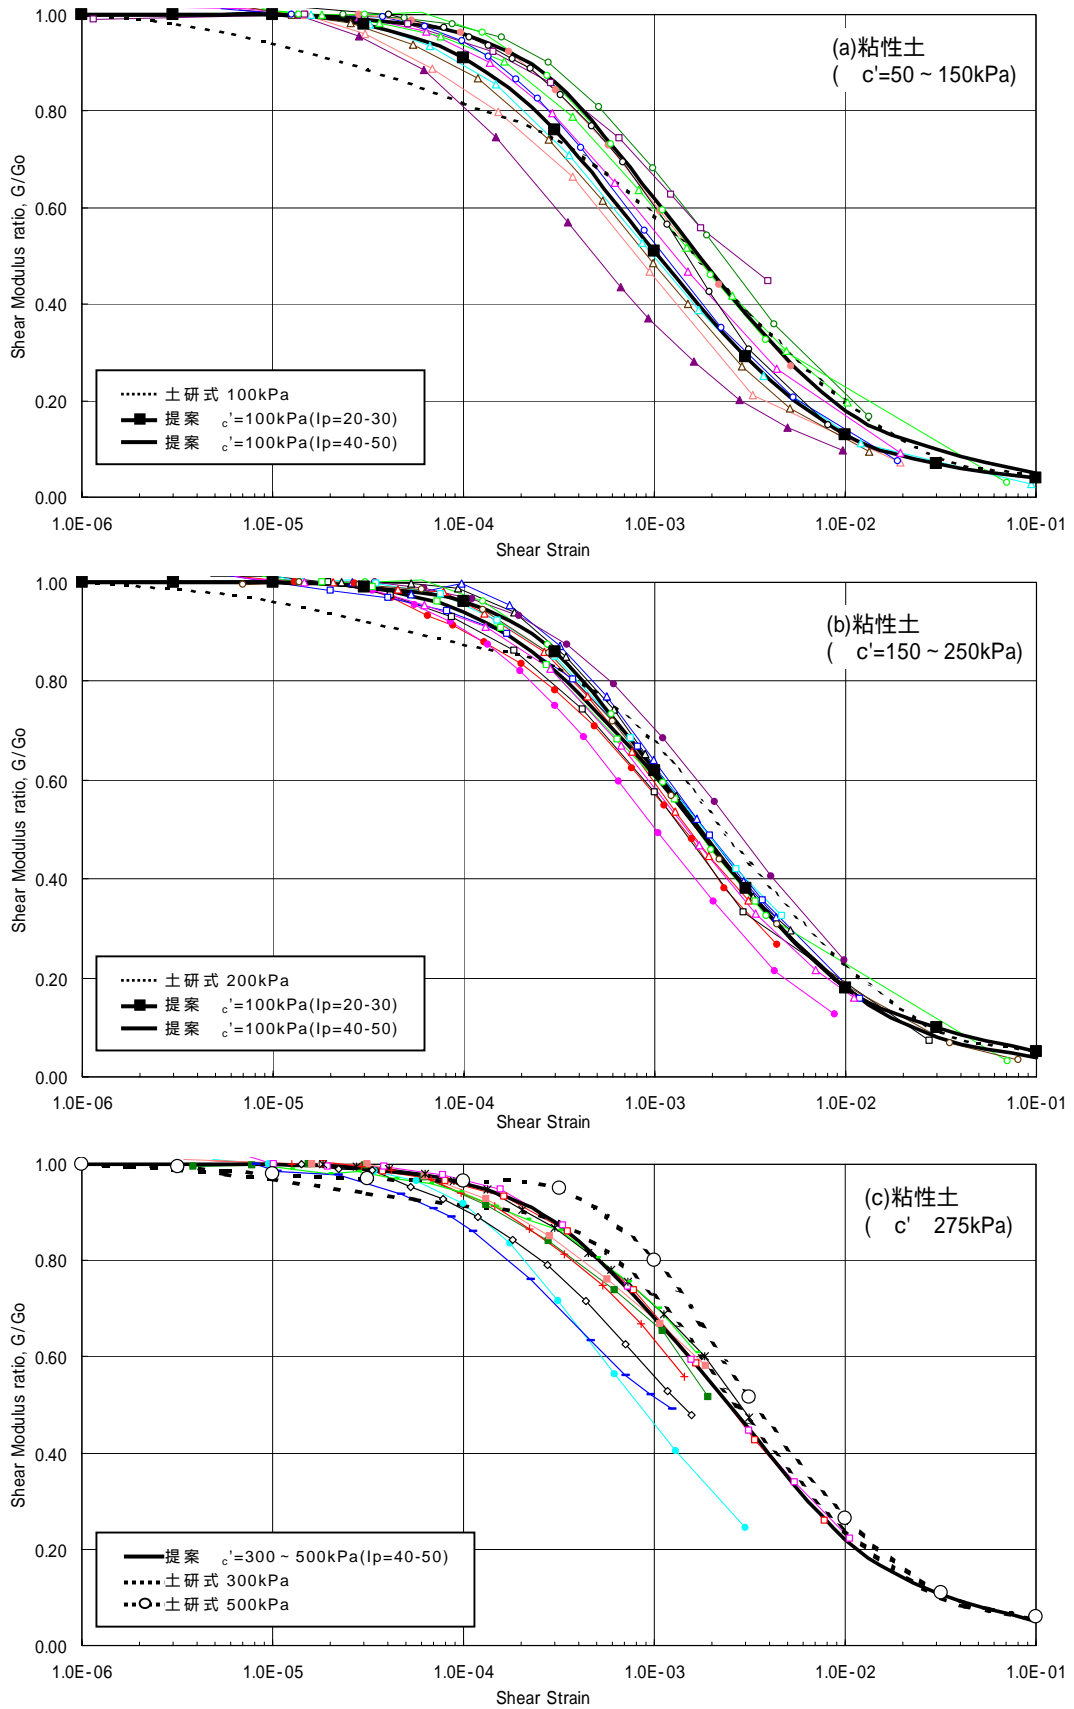 (a)粘性土
(　c'=50 ~ 150kPa)
Shear Modulus ratio, G/Go
1.00
0.80
0.60
0.40
0.20
0.00
土研式 100kPa
提案　c'=100kPa(Ip=20-30)
提案　c'=100kPa(Ip=40-50)
1.0E-06 1.0E-05 1.0E-04 1.0E-03 1.0E-02 1.0E-01
Shear Strain
(b)粘性土
(　c'=150 ~ 250kPa)
Shear Modulus ratio, G/Go
1.00
0.80
0.60
0.40
0.20
0.00
土研式 200kPa
提案　c'=100kPa(Ip=20-30)
提案　c'=100kPa(Ip=40-50)
1.0E-06 1.0E-05 1.0E-04 1.0E-03 1.0E-02 1.0E-01
Shear Strain
(c)粘性土
(　c'　275kPa)
Shear Modulus ratio, G/Go
1.00
0.80
0.60
0.40
0.20
0.00
提案　c'=300 ~ 500kPa(Ip=40-50)
土研式 300kPa
土研式 500kPa
1.0E-06 1.0E-05 1.0E-04 1.0E-03 1.0E-02 1.0E-01
Shear Strain